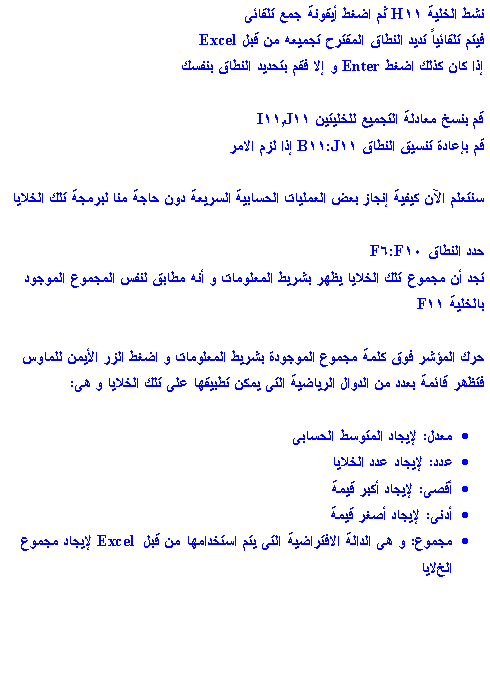 نشط الخلية H١١ ثم اضغط أيقونة جمع تلقائى
فيتم تلقائياً تديد النطاق المقترح تجميعه من قبل Excel
إذا كان كذلك اضغط Enter و إلا فقم بتحديد النطاق بنفسك
قم بنسخ معادلة التجميع للخليتين I١١,J١١
قم بإعادة تنسيق النطاق B١١:J١١ إذا لزم الامر
سنتعلم الآن كيفية إنجاز بعض العمليات الحسابية السريعة دون حاجة منا لبرمجة تلك الخلايا
حدد النطاق F٦:F١٠
تجد أن مجموع تلك الخلايا يظهر بشريط المعلومات و أنه مطابق لنفس المجموع الموجود
بالخلية F١١
حرك المؤشر فوق كلمة مجموع الموجودة بشريط المعلومات و اضغط الزر الأيمن للماوس
فتظهر قائمة بعدد من الدوال الرياضية التى يمكن تطبيقها على تلك الخلايا و هى:
• معدل: لإيجاد المتوسط الحسابى
• عدد: لإيجاد عدد الخلايا
• أقصى: لإيجاد أكبر قيمة
• أدنى: لإيجاد أصغر قيمة
• مجموع: و هى الدالة الافتراضية التى يتم استخدامها من قبل Excel لإيجاد مجموع
الخلايا